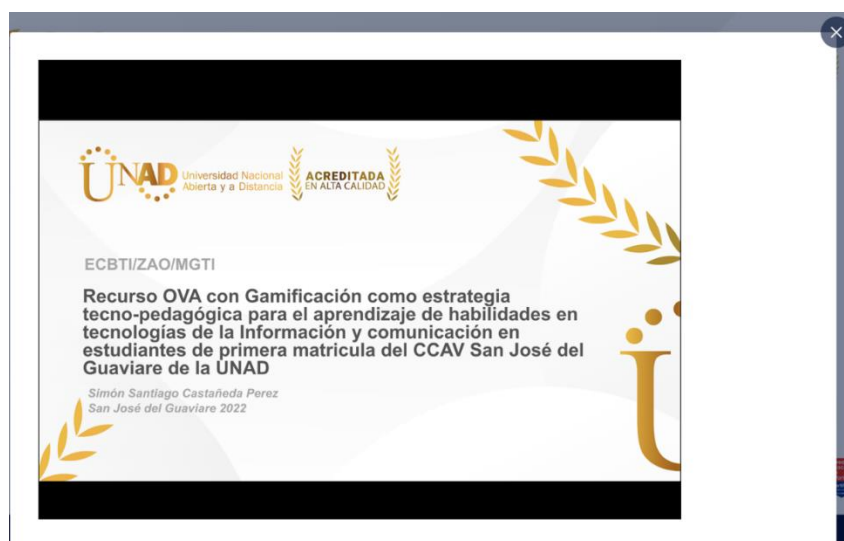 UNAD Universidad Nacional
Abierta y a Distancia
ACREDITADA
EN ALTA CALIDAD
ECBTI/ZAO/MGTI
Recurso OVA con Gamificación como estrategia
tecno-pedagógica para el aprendizaje de habilidades en
tecnologías de la Información y comunicación en
estudiantes de primera matricula del CCAV San José del
Guaviare de la UNAD
Simón Santiago Castañeda Perez
San José del Guaviare 2022